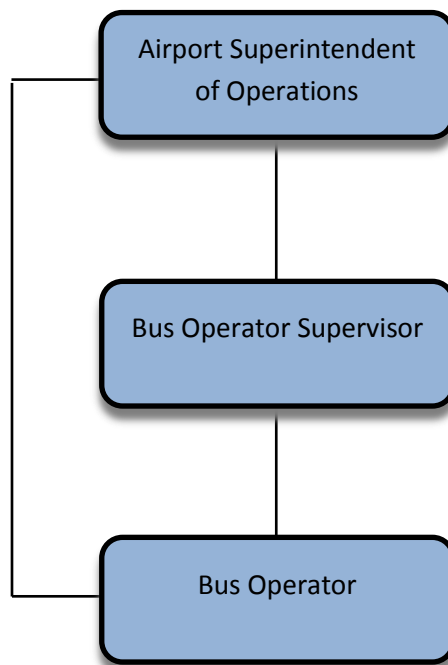 Airport Superintendent
of Operations
Bus Operator Supervisor
Bus Operator